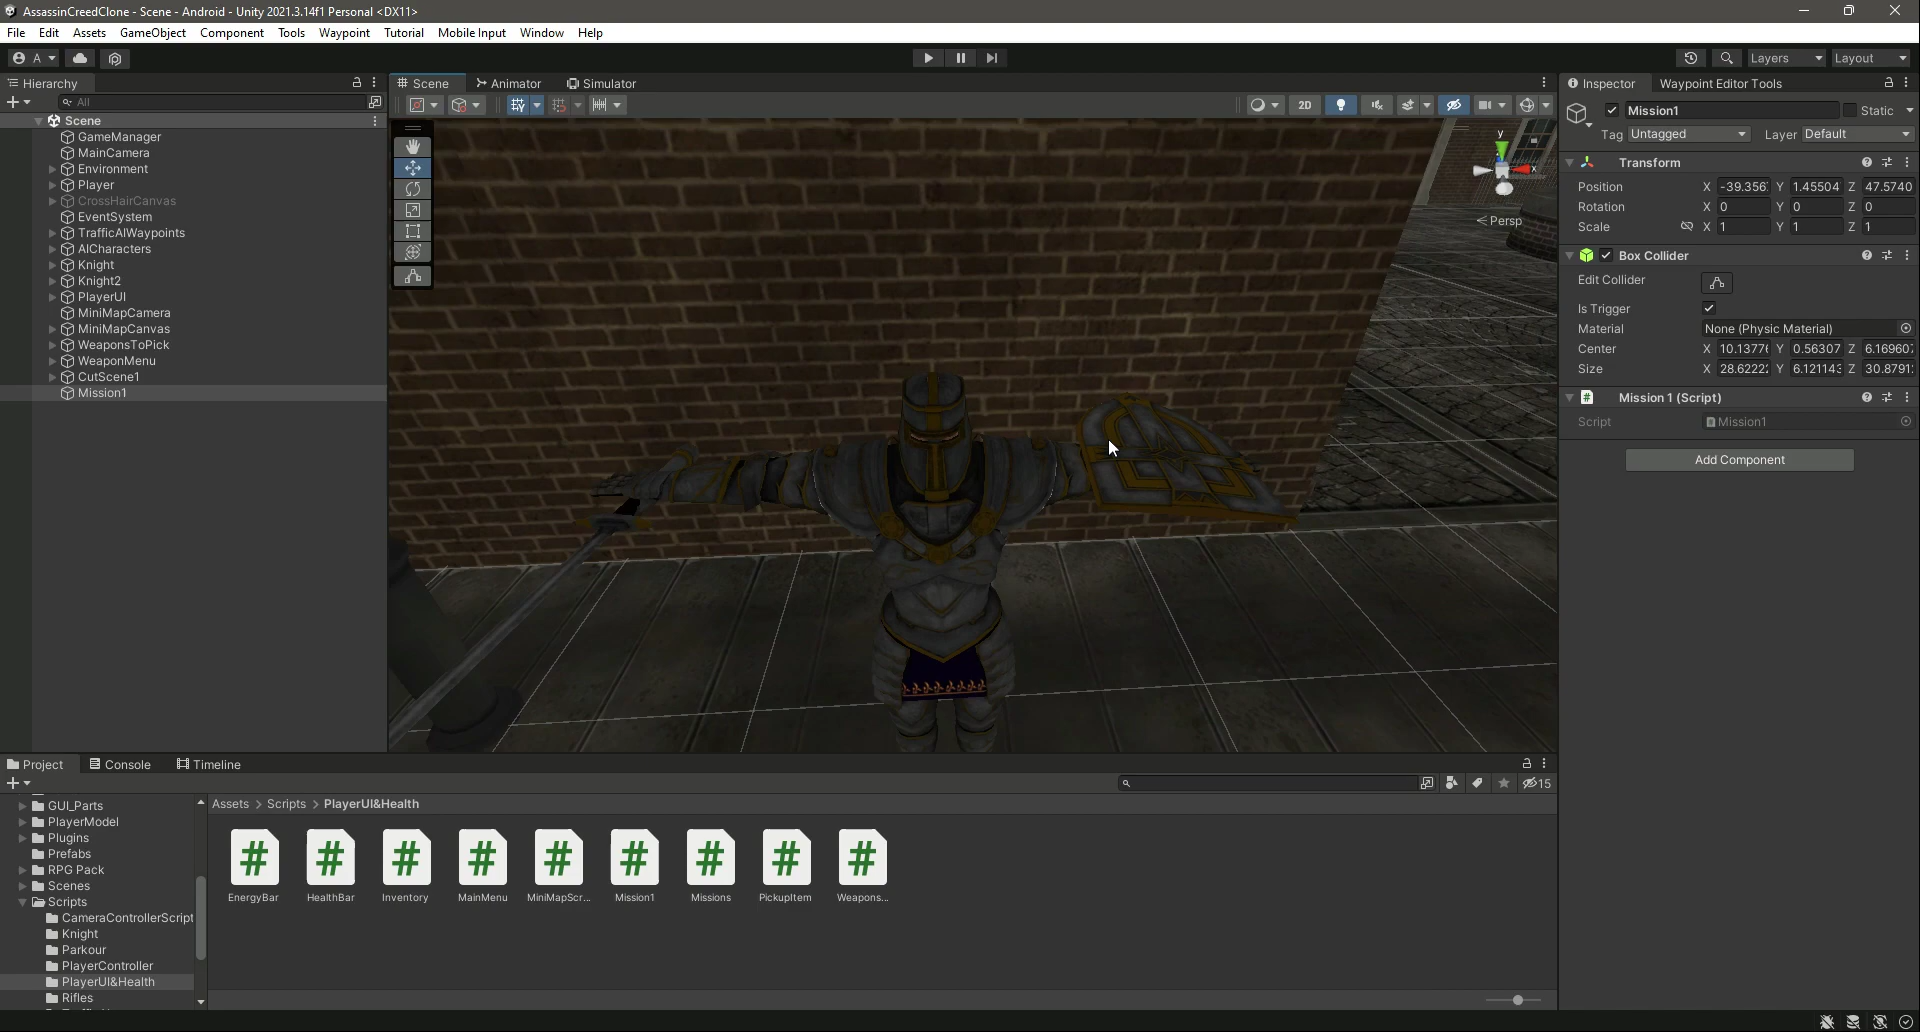 AssassinCreedClone - Scene - Android - Unity 2021.3.14f1 Personal <DX11>
File Edit Assets GameObject Component Tools Jobs Waypoint Tutorial Mobile Input Window Help
A
Layers Layout
Hierarchy
All
Scene
GameManager
MainCamera
Environment
Player
CrossHairCanvas
EventSystem
TrafficAIWaypoints
AICharacters
Knight
Knight2
PlayerUI
MiniMapCamera
MiniMapCanvas
WeaponsToPick
WeaponMenu
CutScene1
Mission1
Scene Animator Simulator
2D
y
x
Persp
Inspector Waypoint Editor Tools
Mission1 Static
Tag Untagged Layer Default
Transform
Position X -39.356 Y 1.45504 Z 47.5740
Rotation X 0 Y 0 Z 0
Scale X 1 Y 1 Z 1
Box Collider
Edit Collider
Is Trigger
Material None (Physic Material)
Center X 10.1377 Y 0.56307 Z 6.16960
Size X 28.6222 Y 6.121143 Z 30.8791
Mission 1 (Script)
Script Mission1
Add Component
Project Console Timeline
15
GUI_Parts
PlayerModel
Plugins
Prefabs
RPG Pack
Scenes
Scripts
CameraControllerScript
Knight
Parkour
PlayerController
PlayerUI&Health
Rifles
Assets > Scripts > PlayerUI&Health
EnergyBar HealthBar Inventory MainMenu MiniMapScr... Mission1 Missions PickupItem Weapons...